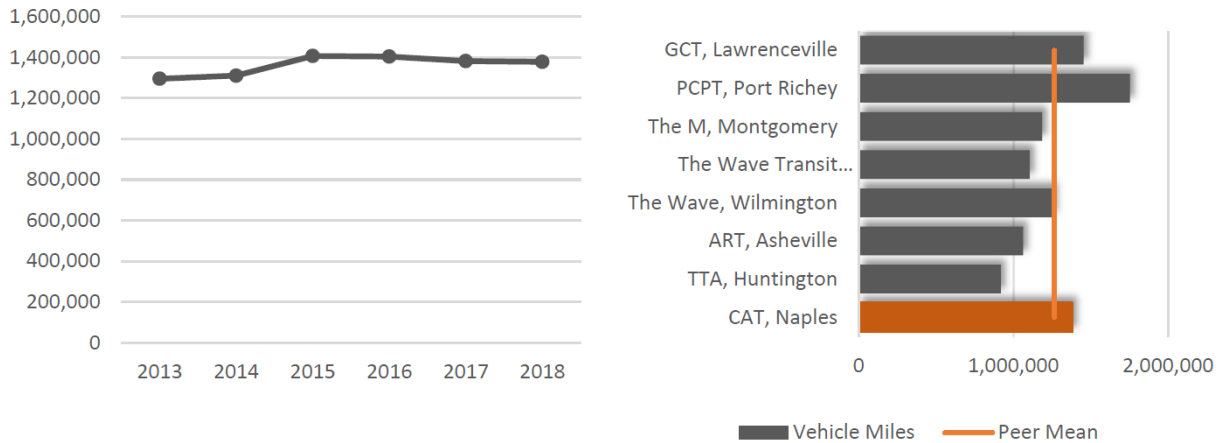 1,600,000
1,400,000
1,200,000
1,000,000
800,000
600,000
400,000
200,000
0
2013 2014 2015 2016 2017 2018
GCT, Lawrenceville
PCPT, Port Richey
The M, Montgomery
The Wave Transit...
The Wave, Wilmington
ART, Asheville
TTA, Huntington
CAT, Naples
0 1,000,000 2,000,000
Vehicle Miles Peer Mean